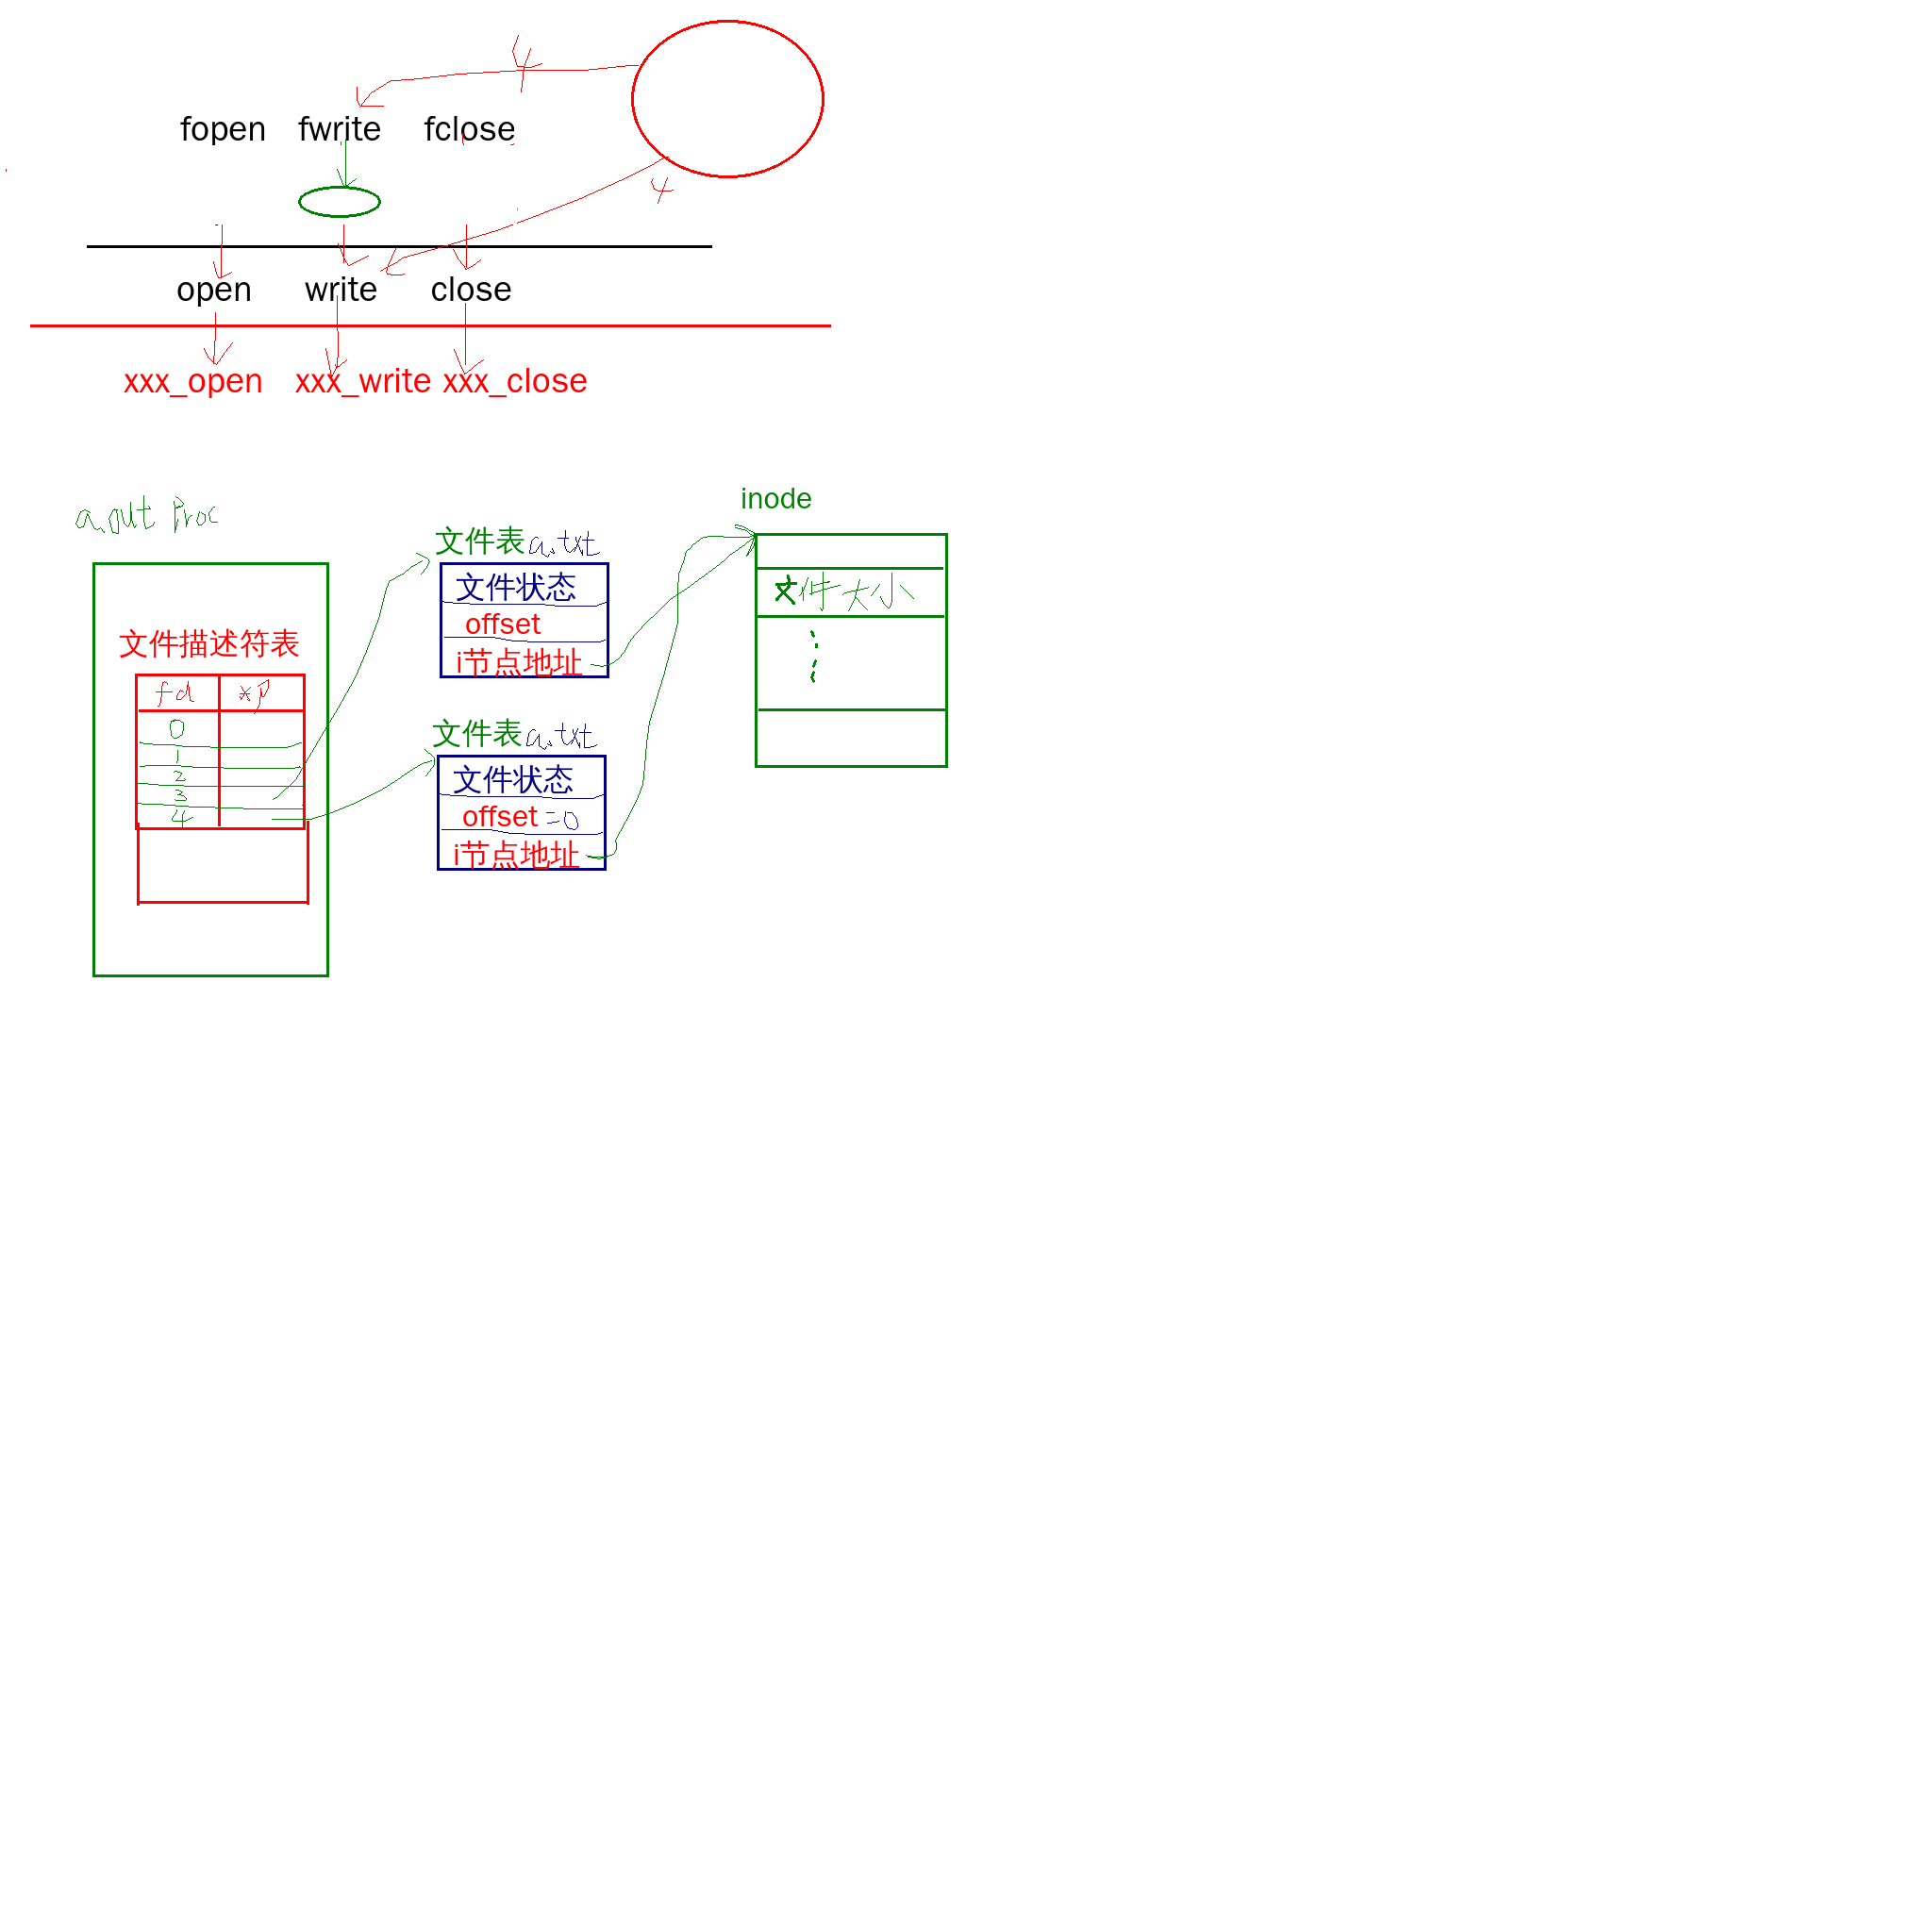 4
fopen fwrite fclose
4
open write close
xxx_open xxx_write xxx_close
a.out Proc
文件描述符表
fd *p
0
1
2
3
4
文件表 a.txt
文件状态
offset
i节点地址
文件表 a.txt
文件状态
offset =0
i节点地址
inode
文件大小